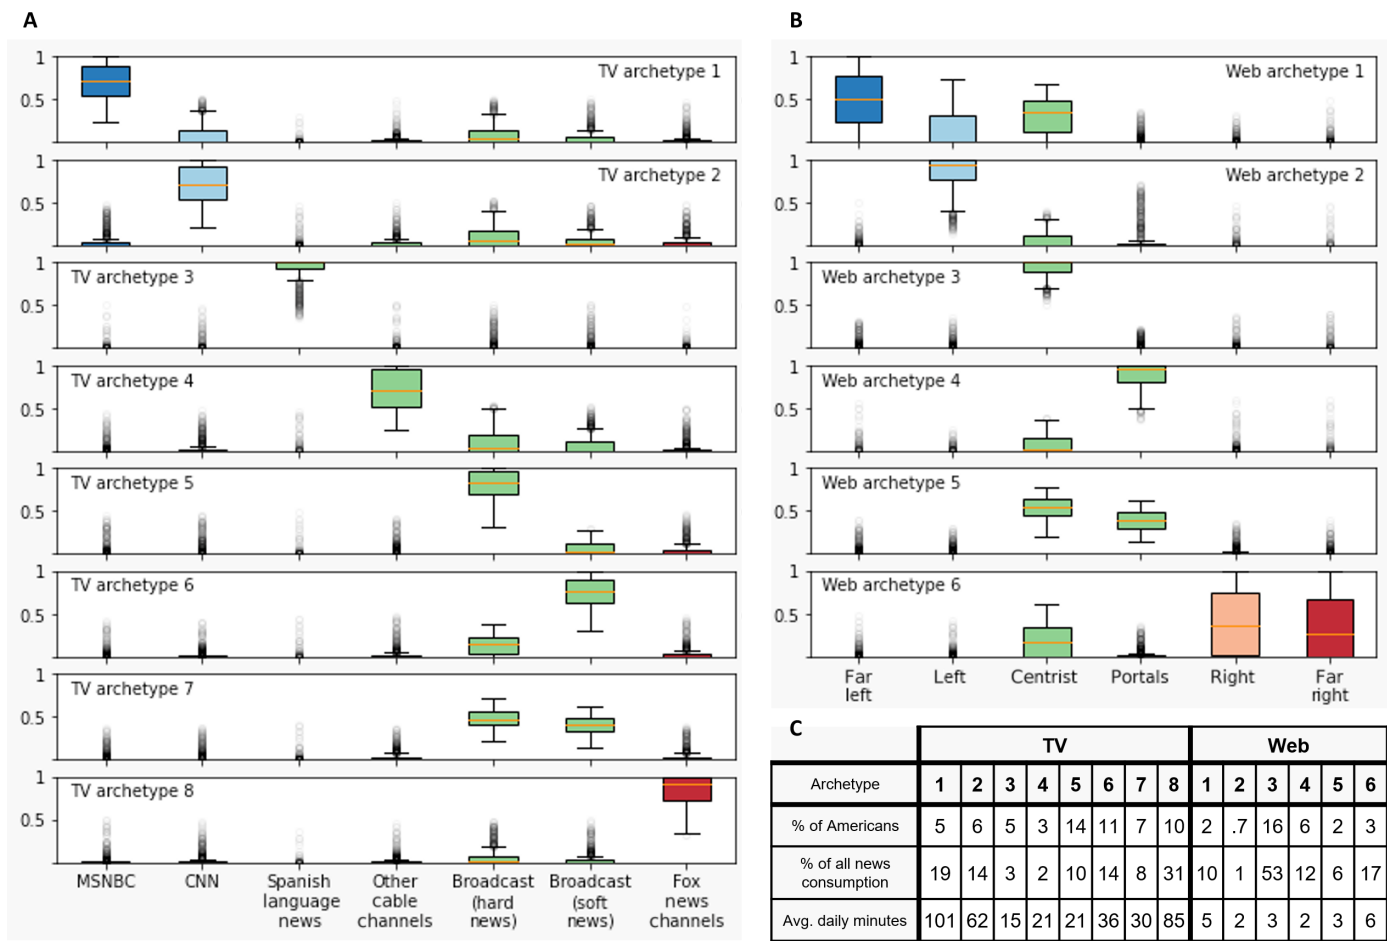 A
1
0.5
TV archetype 1
1
0.5
TV archetype 2
1
0.5
TV archetype 3
1
0.5
TV archetype 4
1
0.5
TV archetype 5
1
0.5
TV archetype 6
1
0.5
TV archetype 7
1
0.5
TV archetype 8
MSNBC CNN Spanish Other Broadcast Broadcast Fox
language cable (hard (soft news
news channels news) news) channels
B
1
0.5
Web archetype 1
1
0.5
Web archetype 2
1
0.5
Web archetype 3
1
0.5
Web archetype 4
1
0.5
Web archetype 5
1
0.5
Web archetype 6
Far Left Centrist Portals Right Far
left right
C
TV Web
Archetype 1 2 3 4 5 6 7 8 1 2 3 4 5 6
% of Americans 5 6 5 3 14 11 7 10 2 .7 16 6 2 3
% of all news
consumption 19 14 3 2 10 14 8 31 10 1 53 12 6 17
Avg. daily minutes 101 62 15 21 21 36 30 85 5 2 3 2 3 6